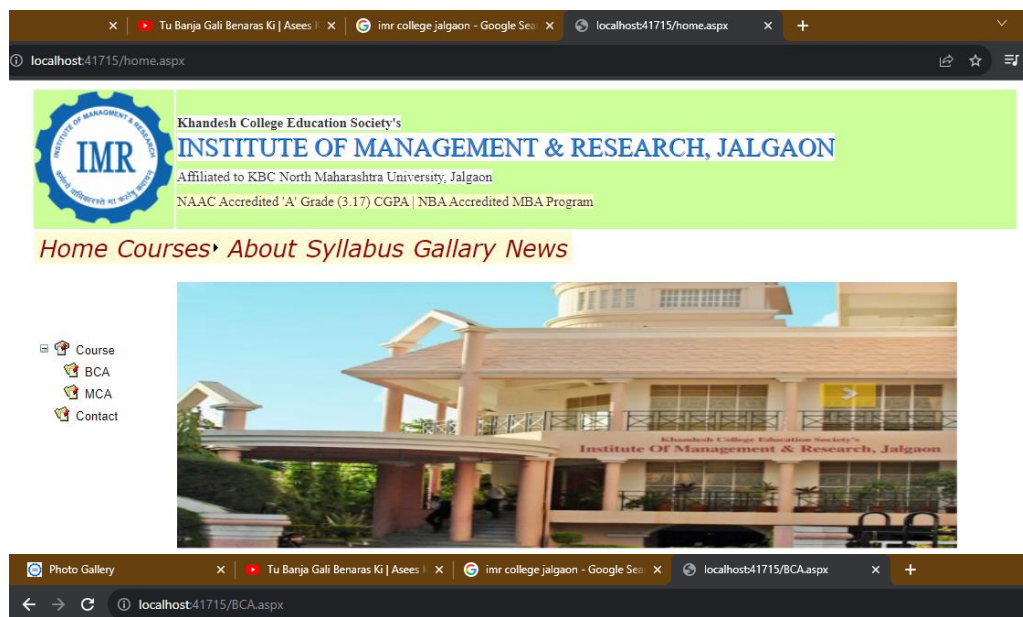 Tu Banja Gali Benaras Ki | Asees
imr college jalgaon - Google Sea
localhost:41715/home.aspx
localhost:41715/home.aspx
INSTITUTE OF MANAGMENT & RESEARCH
IMR
Khandesh College Education Society's
INSTITUTE OF MANAGEMENT & RESEARCH, JALGAON
Affiliated to KBC North Maharashtra University, Jalgaon
NAAC Accredited 'A' Grade (3.17) CGPA | NBA Accredited MBA Program
Home Courses About Syllabus Gallary News
Course
BCA
MCA
Contact
Khandesh College Education Society's
Institute Of Management & Research, Jalgaon
Photo Gallery
Tu Banja Gali Benaras Ki | Asees
imr college jalgaon - Google Sea
localhost:41715/BCA.aspx
localhost:41715/BCA.aspx